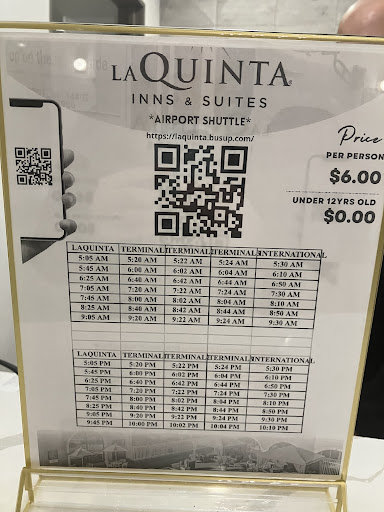 LAQUINTA
INNS & SUITES
*AIRPORT SHUTTLE*
https://laquinta.busup.com/
Price
PER PERSON
$6.00
UNDER 12YRS OLD
$0.00
LAQUINTA TERMINAL TERMINAL TERMINAL INTERNATIONAL
5:05 AM 5:20 AM 5:22 AM 5:24 AM 5:30 AM
5:45 AM 6:00 AM 6:02 AM 6:04 AM 6:10 AM
6:25 AM 6:40 AM 6:42 AM 6:44 AM 6:50 AM
7:05 AM 7:20 AM 7:22 AM 7:24 AM 7:30 AM
7:45 AM 8:00 AM 8:02 AM 8:04 AM 8:10 AM
8:25 AM 8:40 AM 8:42 AM 8:44 AM 8:50 AM
9:05 AM 9:20 AM 9:22 AM 9:24 AM 9:30 AM
LAQUINTA TERMINAL TERMINAL TERMINAL INTERNATIONAL
5:05 PM 5:20 PM 5:22 PM 5:24 PM 5:30 PM
5:45 PM 6:00 PM 6:02 PM 6:04 PM 6:10 PM
6:25 PM 6:40 PM 6:42 PM 6:44 PM 6:50 PM
7:05 PM 7:20 PM 7:22 PM 7:24 PM 7:30 PM
7:45 PM 8:00 PM 8:02 PM 8:04 PM 8:10 PM
8:25 PM 8:40 PM 8:42 PM 8:44 PM 8:50 PM
9:05 PM 9:20 PM 9:22 PM 9:24 PM 9:30 PM
9:45 PM 10:00 PM 10:02 PM 10:04 PM 10:10 PM